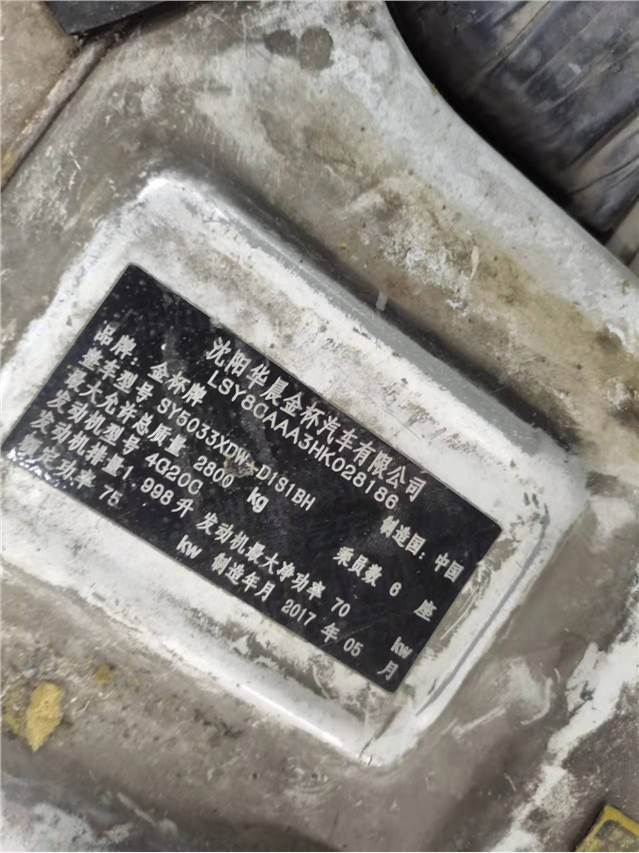 沈阳华晨金杯汽车有限公司
LSY8CAAA3HK028186
品牌：金杯牌 制造国：中国
整车型号 SY5033XDW-D1S1BH
最大允许总质量 2800 kg 乘员数 6 座
发动机型号 4G20C
发动机排量1.998升 发动机最大净功率 70 kw
额定功率 75 kw 制造年月 2017 年 05 月